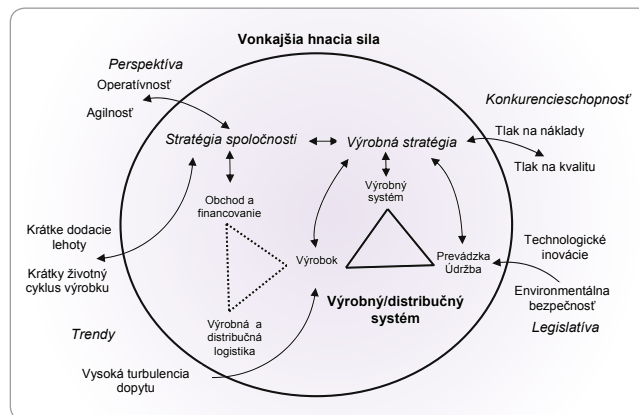 Vonkajšia hnacia sila
Perspektíva
Operatívnosť
Agilnosť
Konkurencieschopnosť
Tlak na náklady
Tlak na kvalitu
Stratégia spoločnosti
Výrobná stratégia
Obchod a
financovanie
Výrobný
systém
Krátke dodacie
lehoty
Krátky životný
cyklus výrobku
Výrobok
Prevádzka
Údržba
Technologické
inovácie
Environmentálna
bezpečnosť
Legislatíva
Výrobný/distribučný
systém
Výrobná a
distribučná
logistika
Trendy
Vysoká turbulencia
dopytu